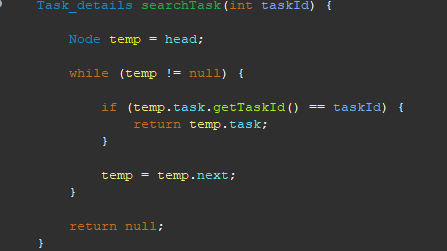 Task_details searchTask(int taskId) {
Node temp = head;
while (temp != null) {
if (temp.task.getTaskId() == taskId) {
return temp.task;
}
temp = temp.next;
}
return null;
}